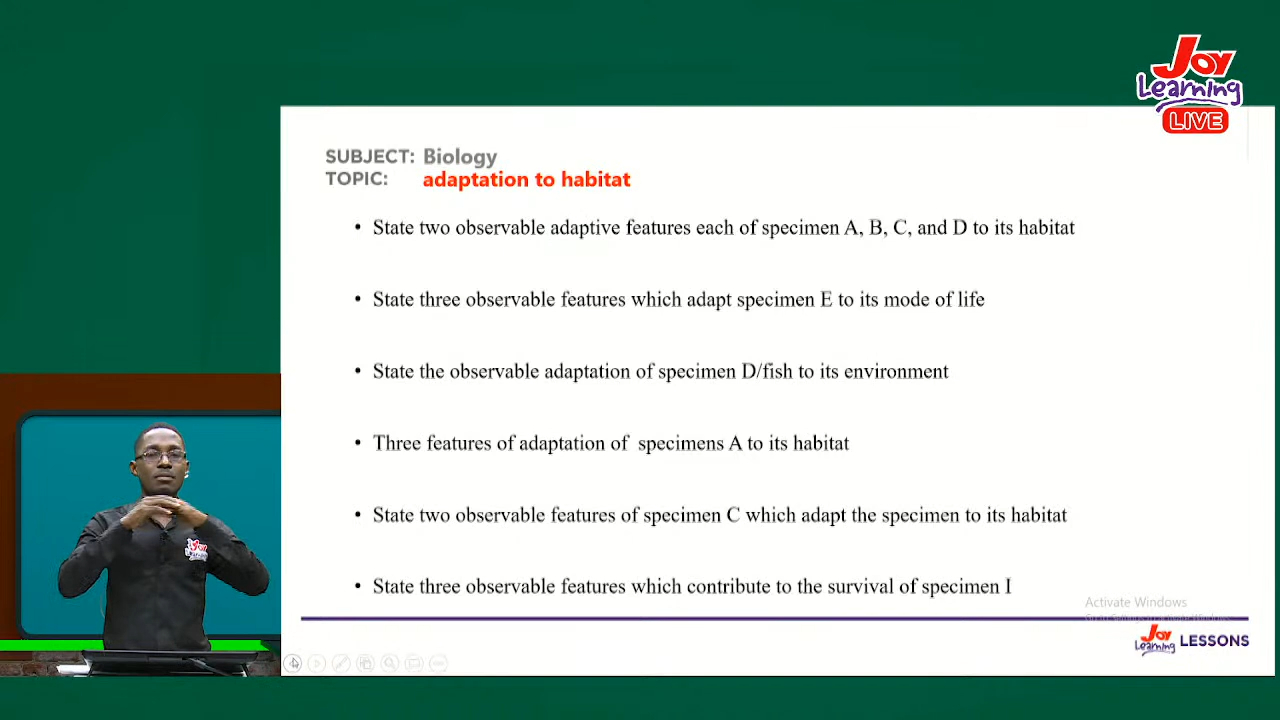 Joy
Learning
LIVE
SUBJECT: Biology
TOPIC: adaptation to habitat
• State two observable adaptive features each of specimen A, B, C, and D to its habitat
• State three observable features which adapt specimen E to its mode of life
• State the observable adaptation of specimen D/fish to its environment
• Three features of adaptation of specimens A to its habitat
• State two observable features of specimen C which adapt the specimen to its habitat
• State three observable features which contribute to the survival of specimen I
Activate Windows
Joy
Learning LESSONS